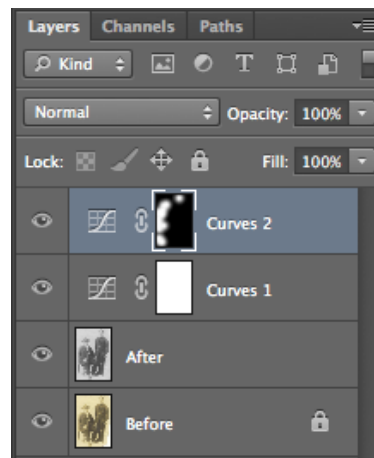 Layers Channels Paths
Kind T
Normal Opacity: 100%
Lock: Fill: 100%
Curves 2
Curves 1
After
Before